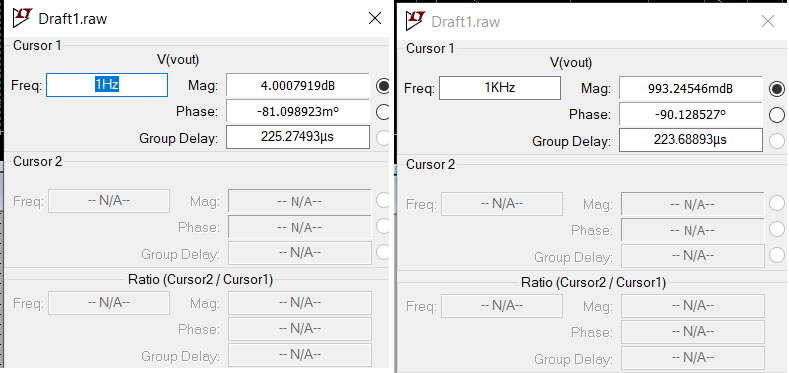 Draft1.raw
Cursor 1
V(vout)
Freq: 1Hz Mag: 4.0007919dB
Phase: -81.098923m°
Group Delay: 225.27493µs
Cursor 2
Freq: -- N/A-- Mag: -- N/A--
Phase: -- N/A--
Group Delay: -- N/A--
Ratio (Cursor2 / Cursor1)
Freq: -- N/A-- Mag: -- N/A--
Phase: -- N/A--
Group Delay: -- N/A--
Draft1.raw
Cursor 1
V(vout)
Freq: 1KHz Mag: 993.24546mdB
Phase: -90.128527°
Group Delay: 223.68893µs
Cursor 2
Freq: -- N/A-- Mag: -- N/A--
Phase: -- N/A--
Group Delay: -- N/A--
Ratio (Cursor2 / Cursor1)
Freq: -- N/A-- Mag: -- N/A--
Phase: -- N/A--
Group Delay: -- N/A--